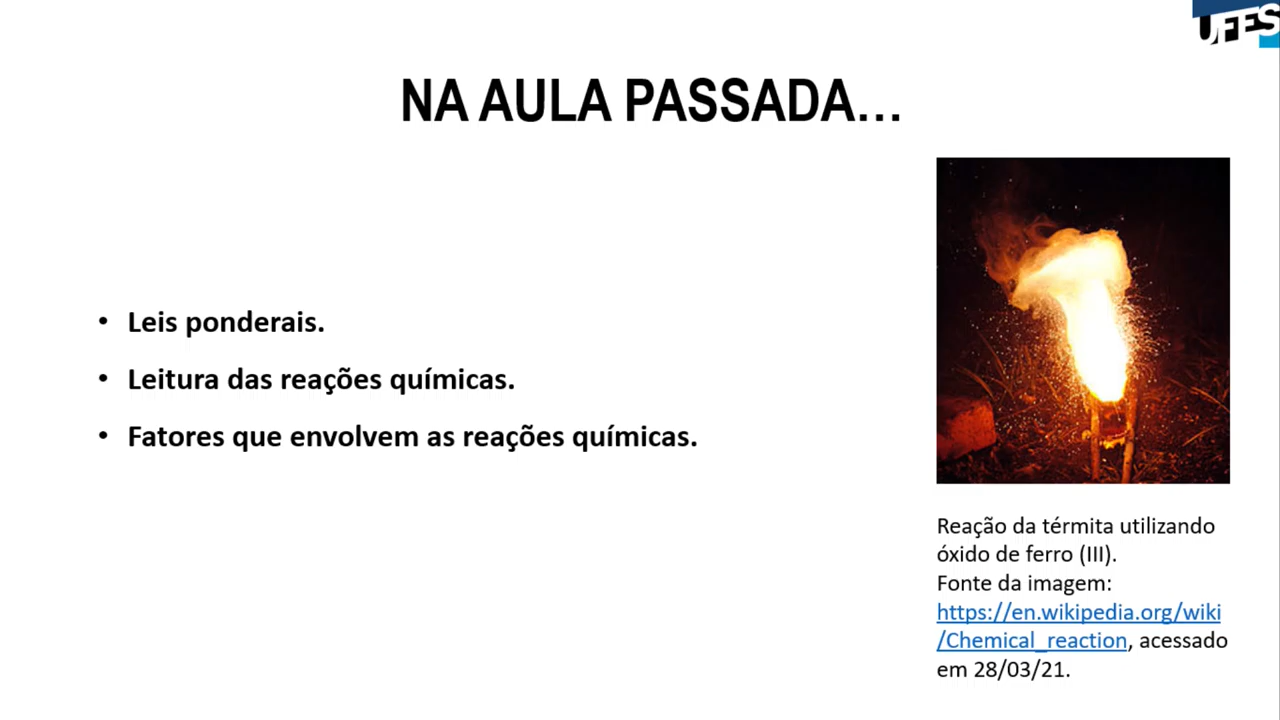 UFES
NA AULA PASSADA...
• Leis ponderais.
• Leitura das reações químicas.
• Fatores que envolvem as reações químicas.
Reação da térmita utilizando
óxido de ferro (III).
Fonte da imagem:
https://en.wikipedia.org/wiki
/Chemical_reaction, acessado
em 28/03/21.